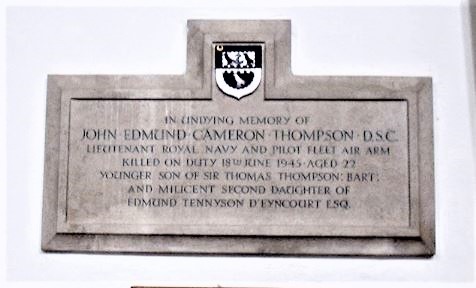 IN UNDYING MEMORY OF
JOHN · EDMUND · CAMERON · THOMPSON · D.S.C.
LIEUTENANT ROYAL NAVY AND PILOT FLEET AIR ARM
KILLED ON DUTY 18TH JUNE 1945 · AGED 22
YOUNGER SON OF SIR THOMAS THOMPSON: BART:
AND MILICENT SECOND DAUGHTER OF
EDMUND TENNYSON D'EYNCOURT ESQ.